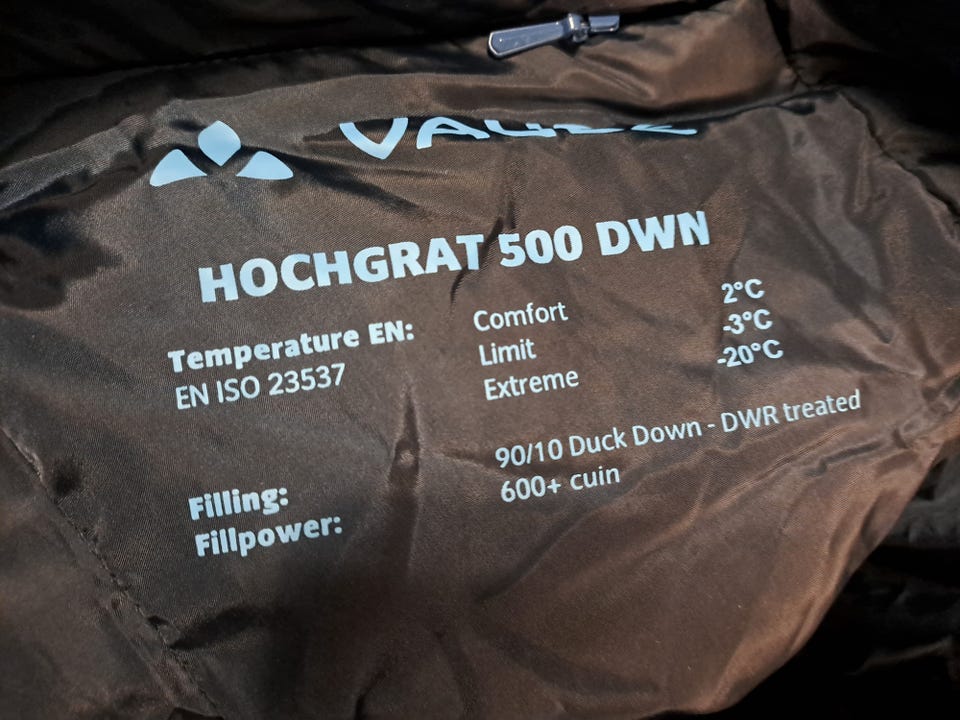 VAUDE
HOCHGRAT 500 DWN
Temperature EN: Comfort 2°C
EN ISO 23537 Limit -3°C
Extreme -20°C
Filling: 90/10 Duck Down - DWR treated
Fillpower: 600+ cuin